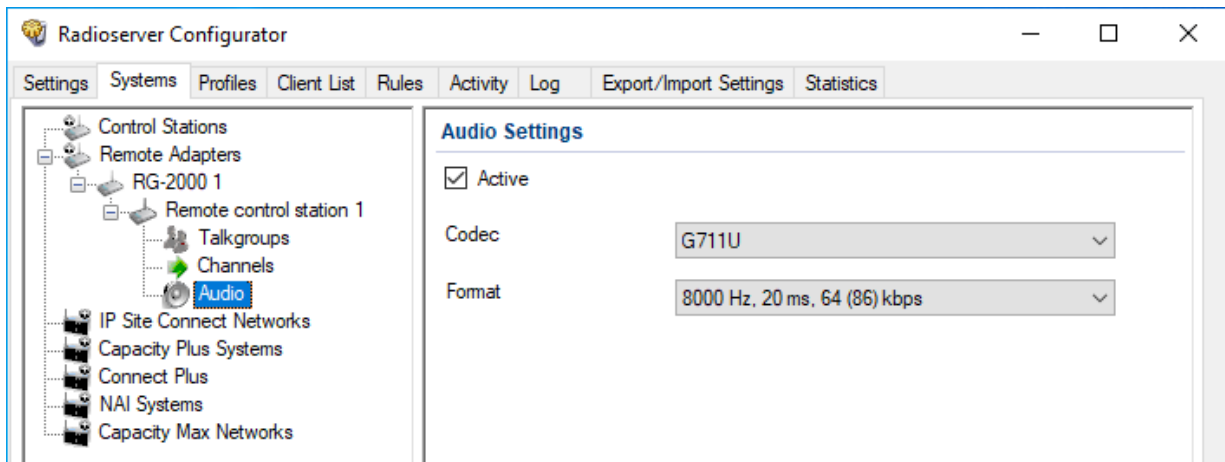 Radioserver Configurator
Settings Systems Profiles Client List Rules Activity Log Export/Import Settings Statistics
Control Stations
Remote Adapters
RG-2000 1
Remote control station 1
Talkgroups
Channels
Audio
IP Site Connect Networks
Capacity Plus Systems
Connect Plus
NAI Systems
Capacity Max Networks
Audio Settings
Active
Codec G711U
Format 8000 Hz, 20 ms, 64 (86) kbps